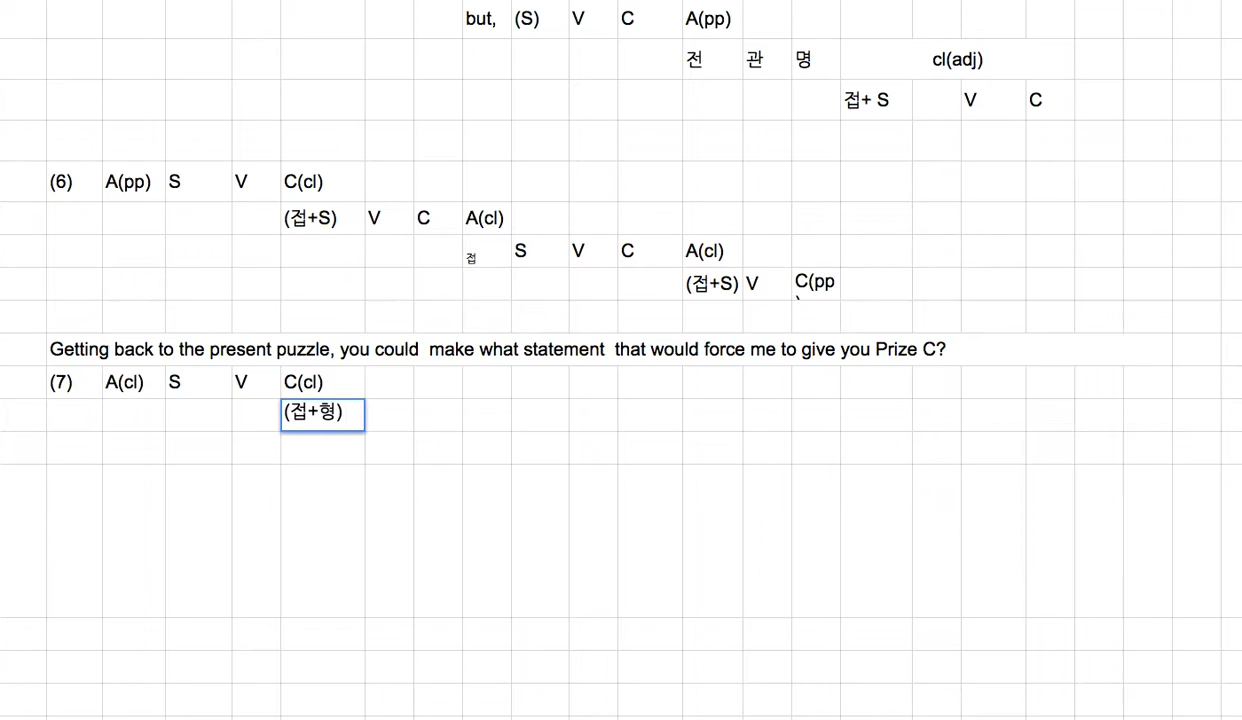 but, (S) V C A(pp)
전 관 명 cl(adj)
접+ S V C
(6) A(pp) S V C(cl)
(접+S) V C A(cl)
접 S V C A(cl)
(접+S) V C(pp
Getting back to the present puzzle, you could make what statement that would force me to give you Prize C?
(7) A(cl) S V C(cl)
(접+형)